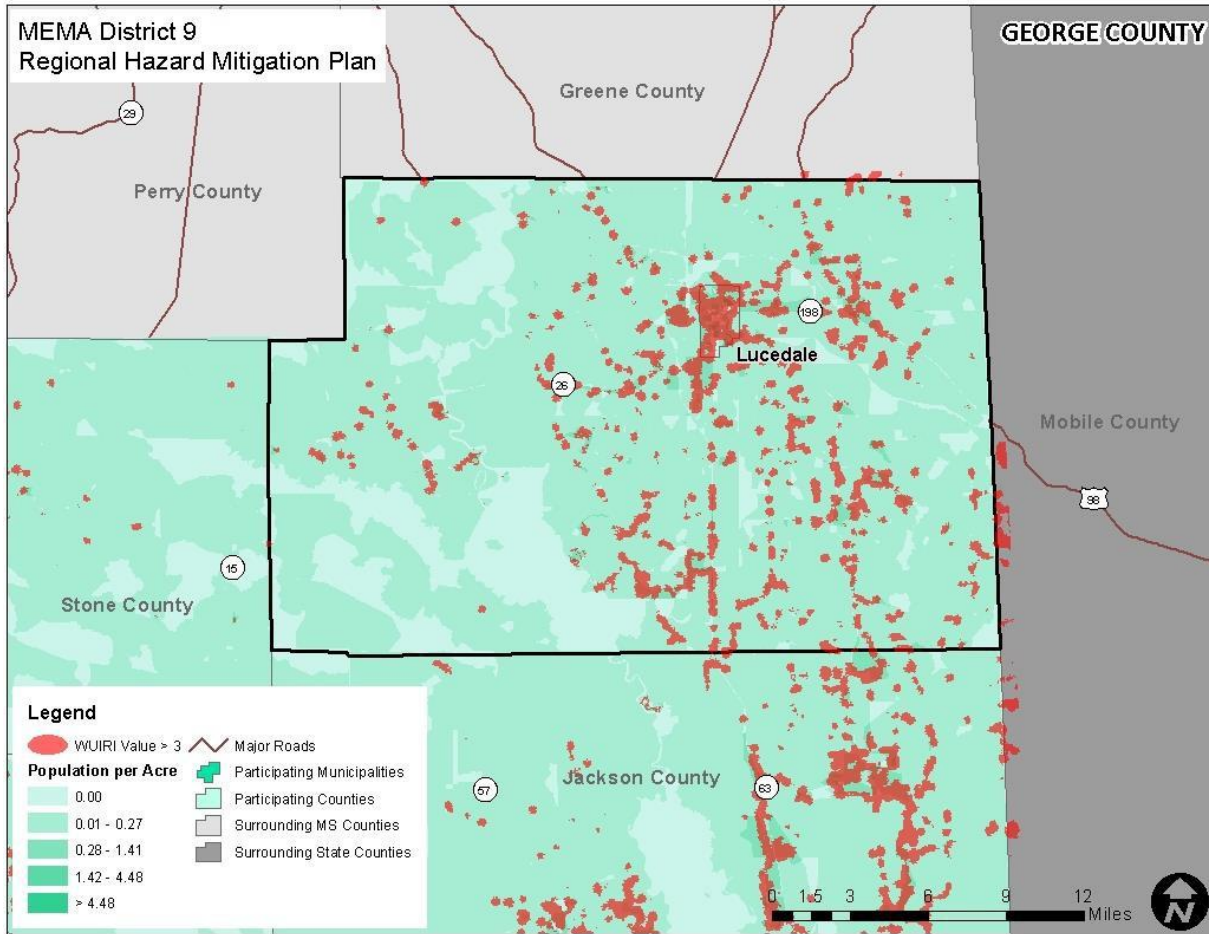 MEMA District 9
Regional Hazard Mitigation Plan
GEORGE COUNTY
Greene County
29
Perry County
198
Lucedale
26
Mobile County
98
15
Stone County
Jackson County
57
63
Legend
WUIRI Value > 3
Major Roads
Population per Acre
Participating Municipalities
0.00
Participating Counties
0.01 - 0.27
Surrounding MS Counties
0.28 - 1.41
Surrounding State Counties
1.42 - 4.48
> 4.48
0 1.5 3 6 9 12
Miles
N